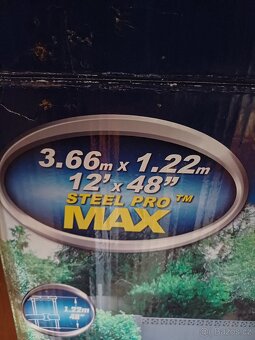 3.66m x 1.22m
12' x 48"
STEEL PRO™
MAX
1.22m
48"